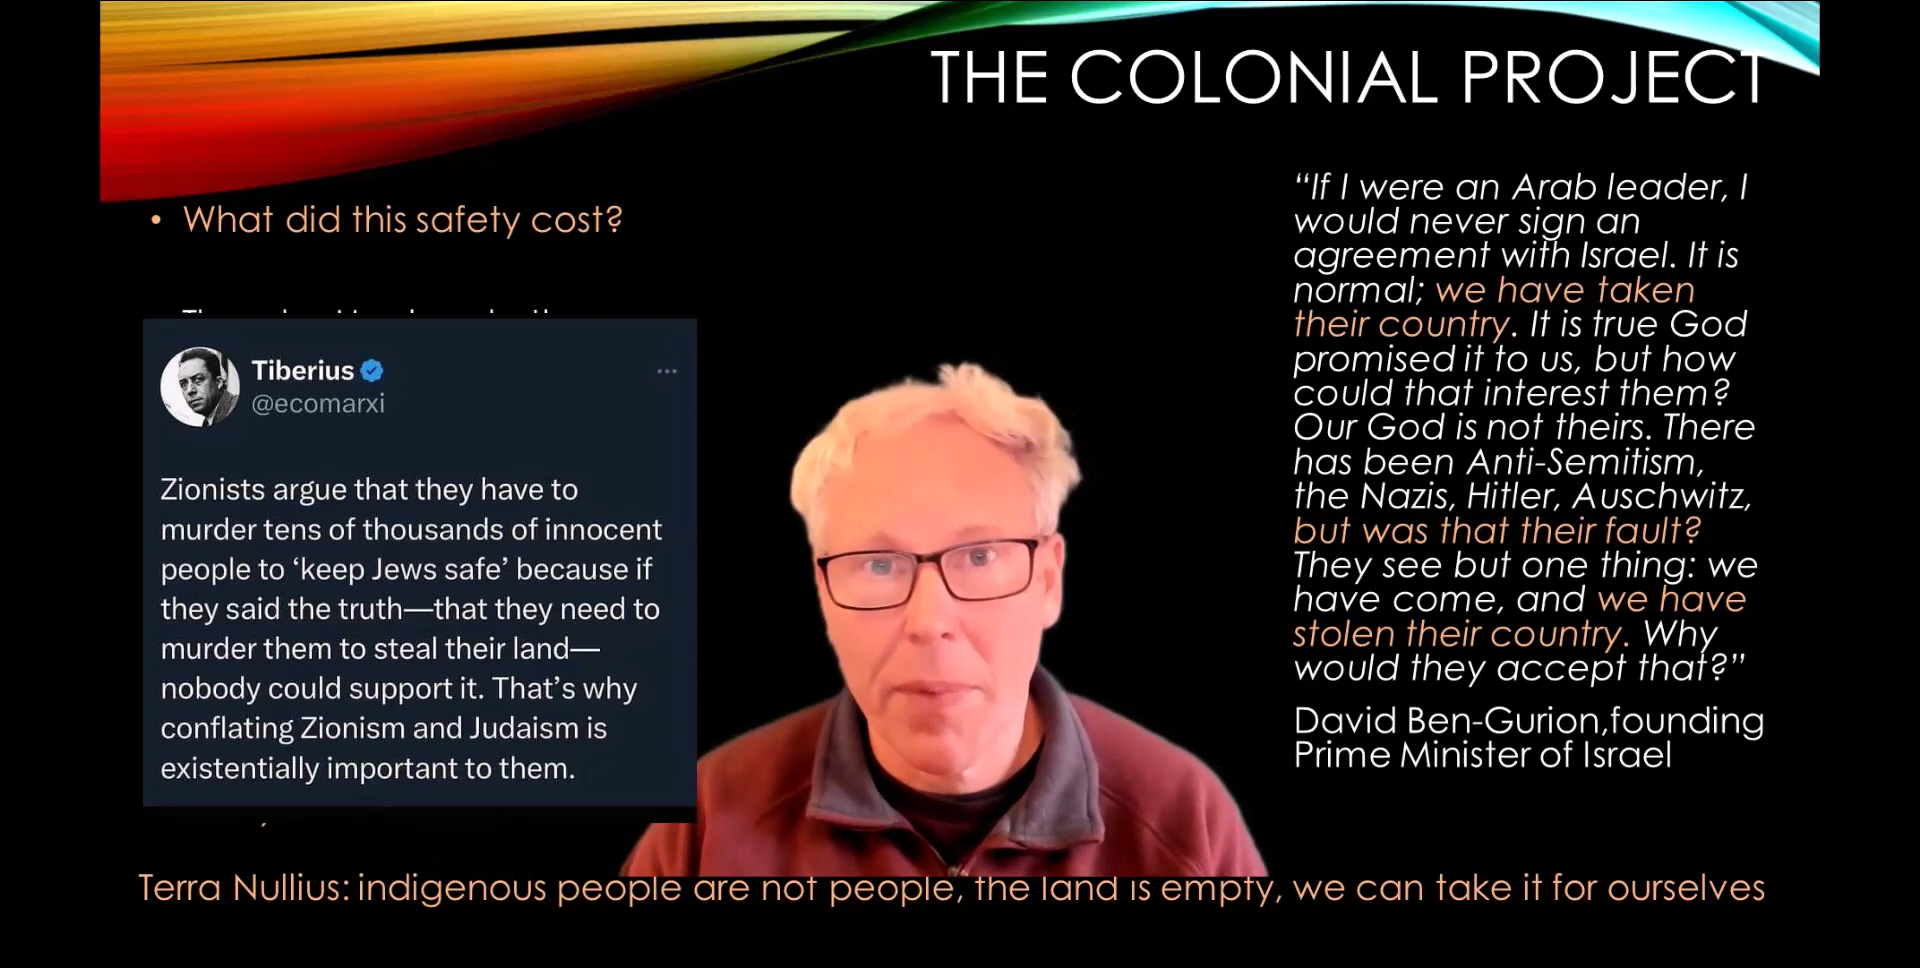 THE COLONIAL PROJECT
• What did this safety cost?
Tiberius
@ecomarxi
Zionists argue that they have to
murder tens of thousands of innocent
people to ‘keep Jews safe’ because if
they said the truth—that they need to
murder them to steal their land—
nobody could support it. That’s why
conflating Zionism and Judaism is
existentially important to them.
“If I were an Arab leader, I
would never sign an
agreement with Israel. It is
normal; we have taken
their country. It is true God
promised it to us, but how
could that interest them?
Our God is not theirs. There
has been Anti-Semitism,
the Nazis, Hitler, Auschwitz,
but was that their fault?
They see but one thing: we
have come, and we have
stolen their country. Why
would they accept that?”
David Ben-Gurion,founding
Prime Minister of Israel
Terra Nullius: indigenous people are not people, the land is empty, we can take it for ourselves